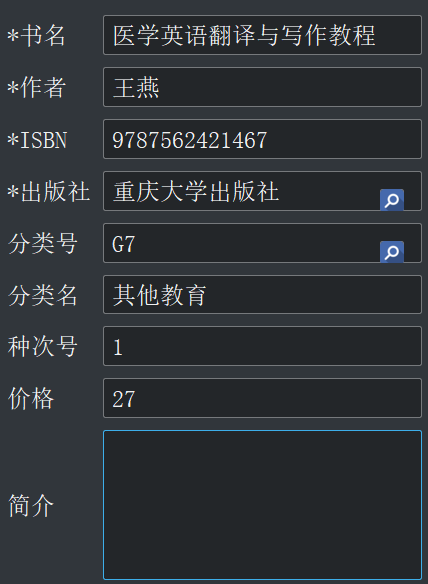 *书名 医学英语翻译与写作教程
*作者 王燕
*ISBN 9787562421467
*出版社 重庆大学出版社
分类号 G7
分类名 其他教育
种次号 1
价格 27
简介